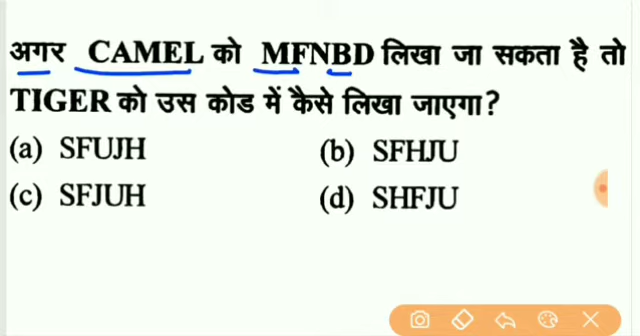 अगर CAMEL को MFNBD लिखा जा सकता है तो
TIGER को उस कोड में कैसे लिखा जाएगा?
(a) SFUJH (b) SFHJU
(c) SFJUH (d) SHFJU